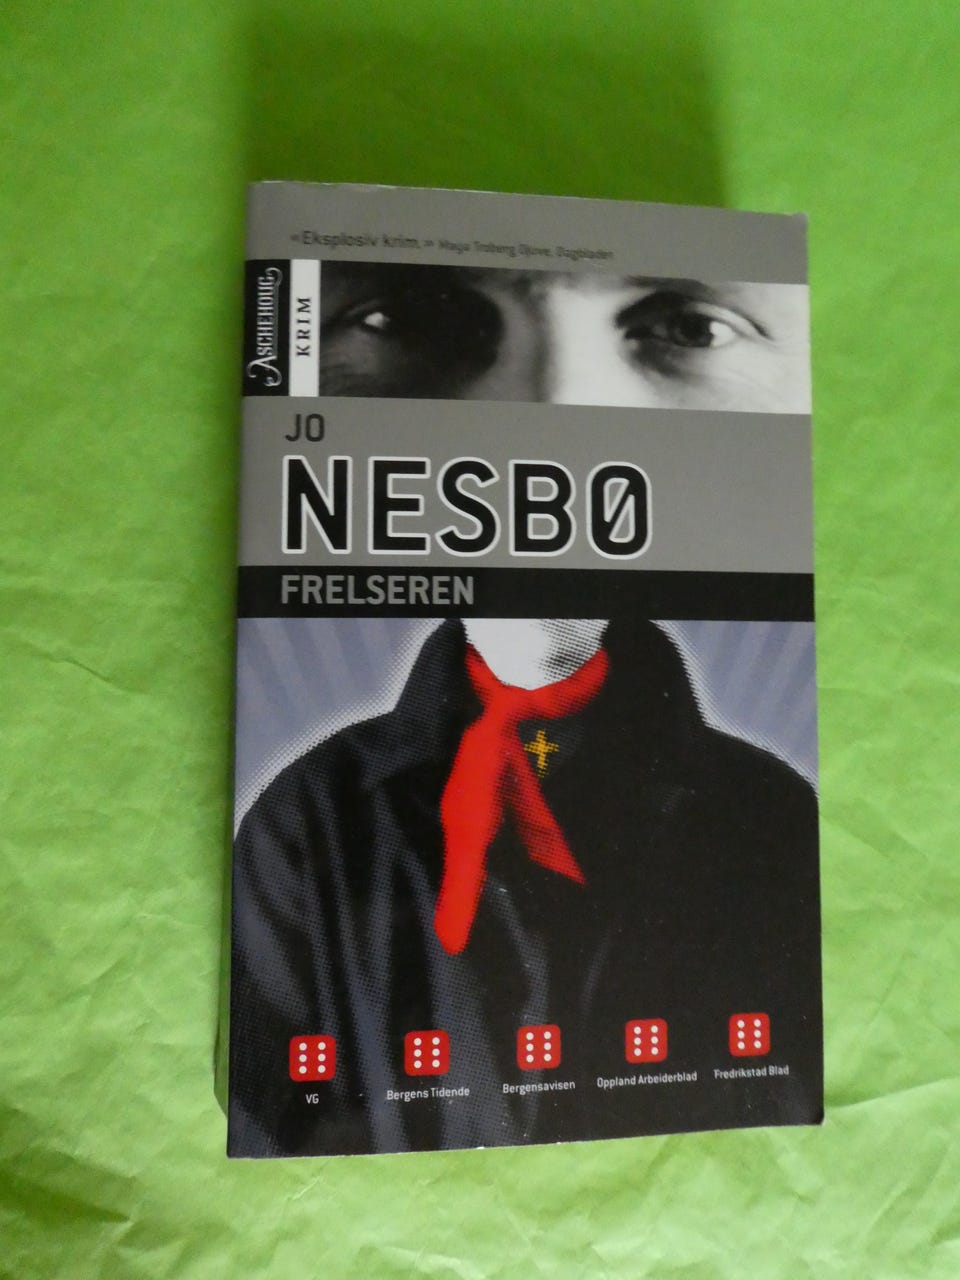 «Eksplosiv krim.» Maya Troberg Djuve, Dagbladet
ASCHEHOUG
KRIM
JO
NESBØ
FRELSEREN
VG
Bergens Tidende
Bergensavisen
Oppland Arbeiderblad
Fredrikstad Blad